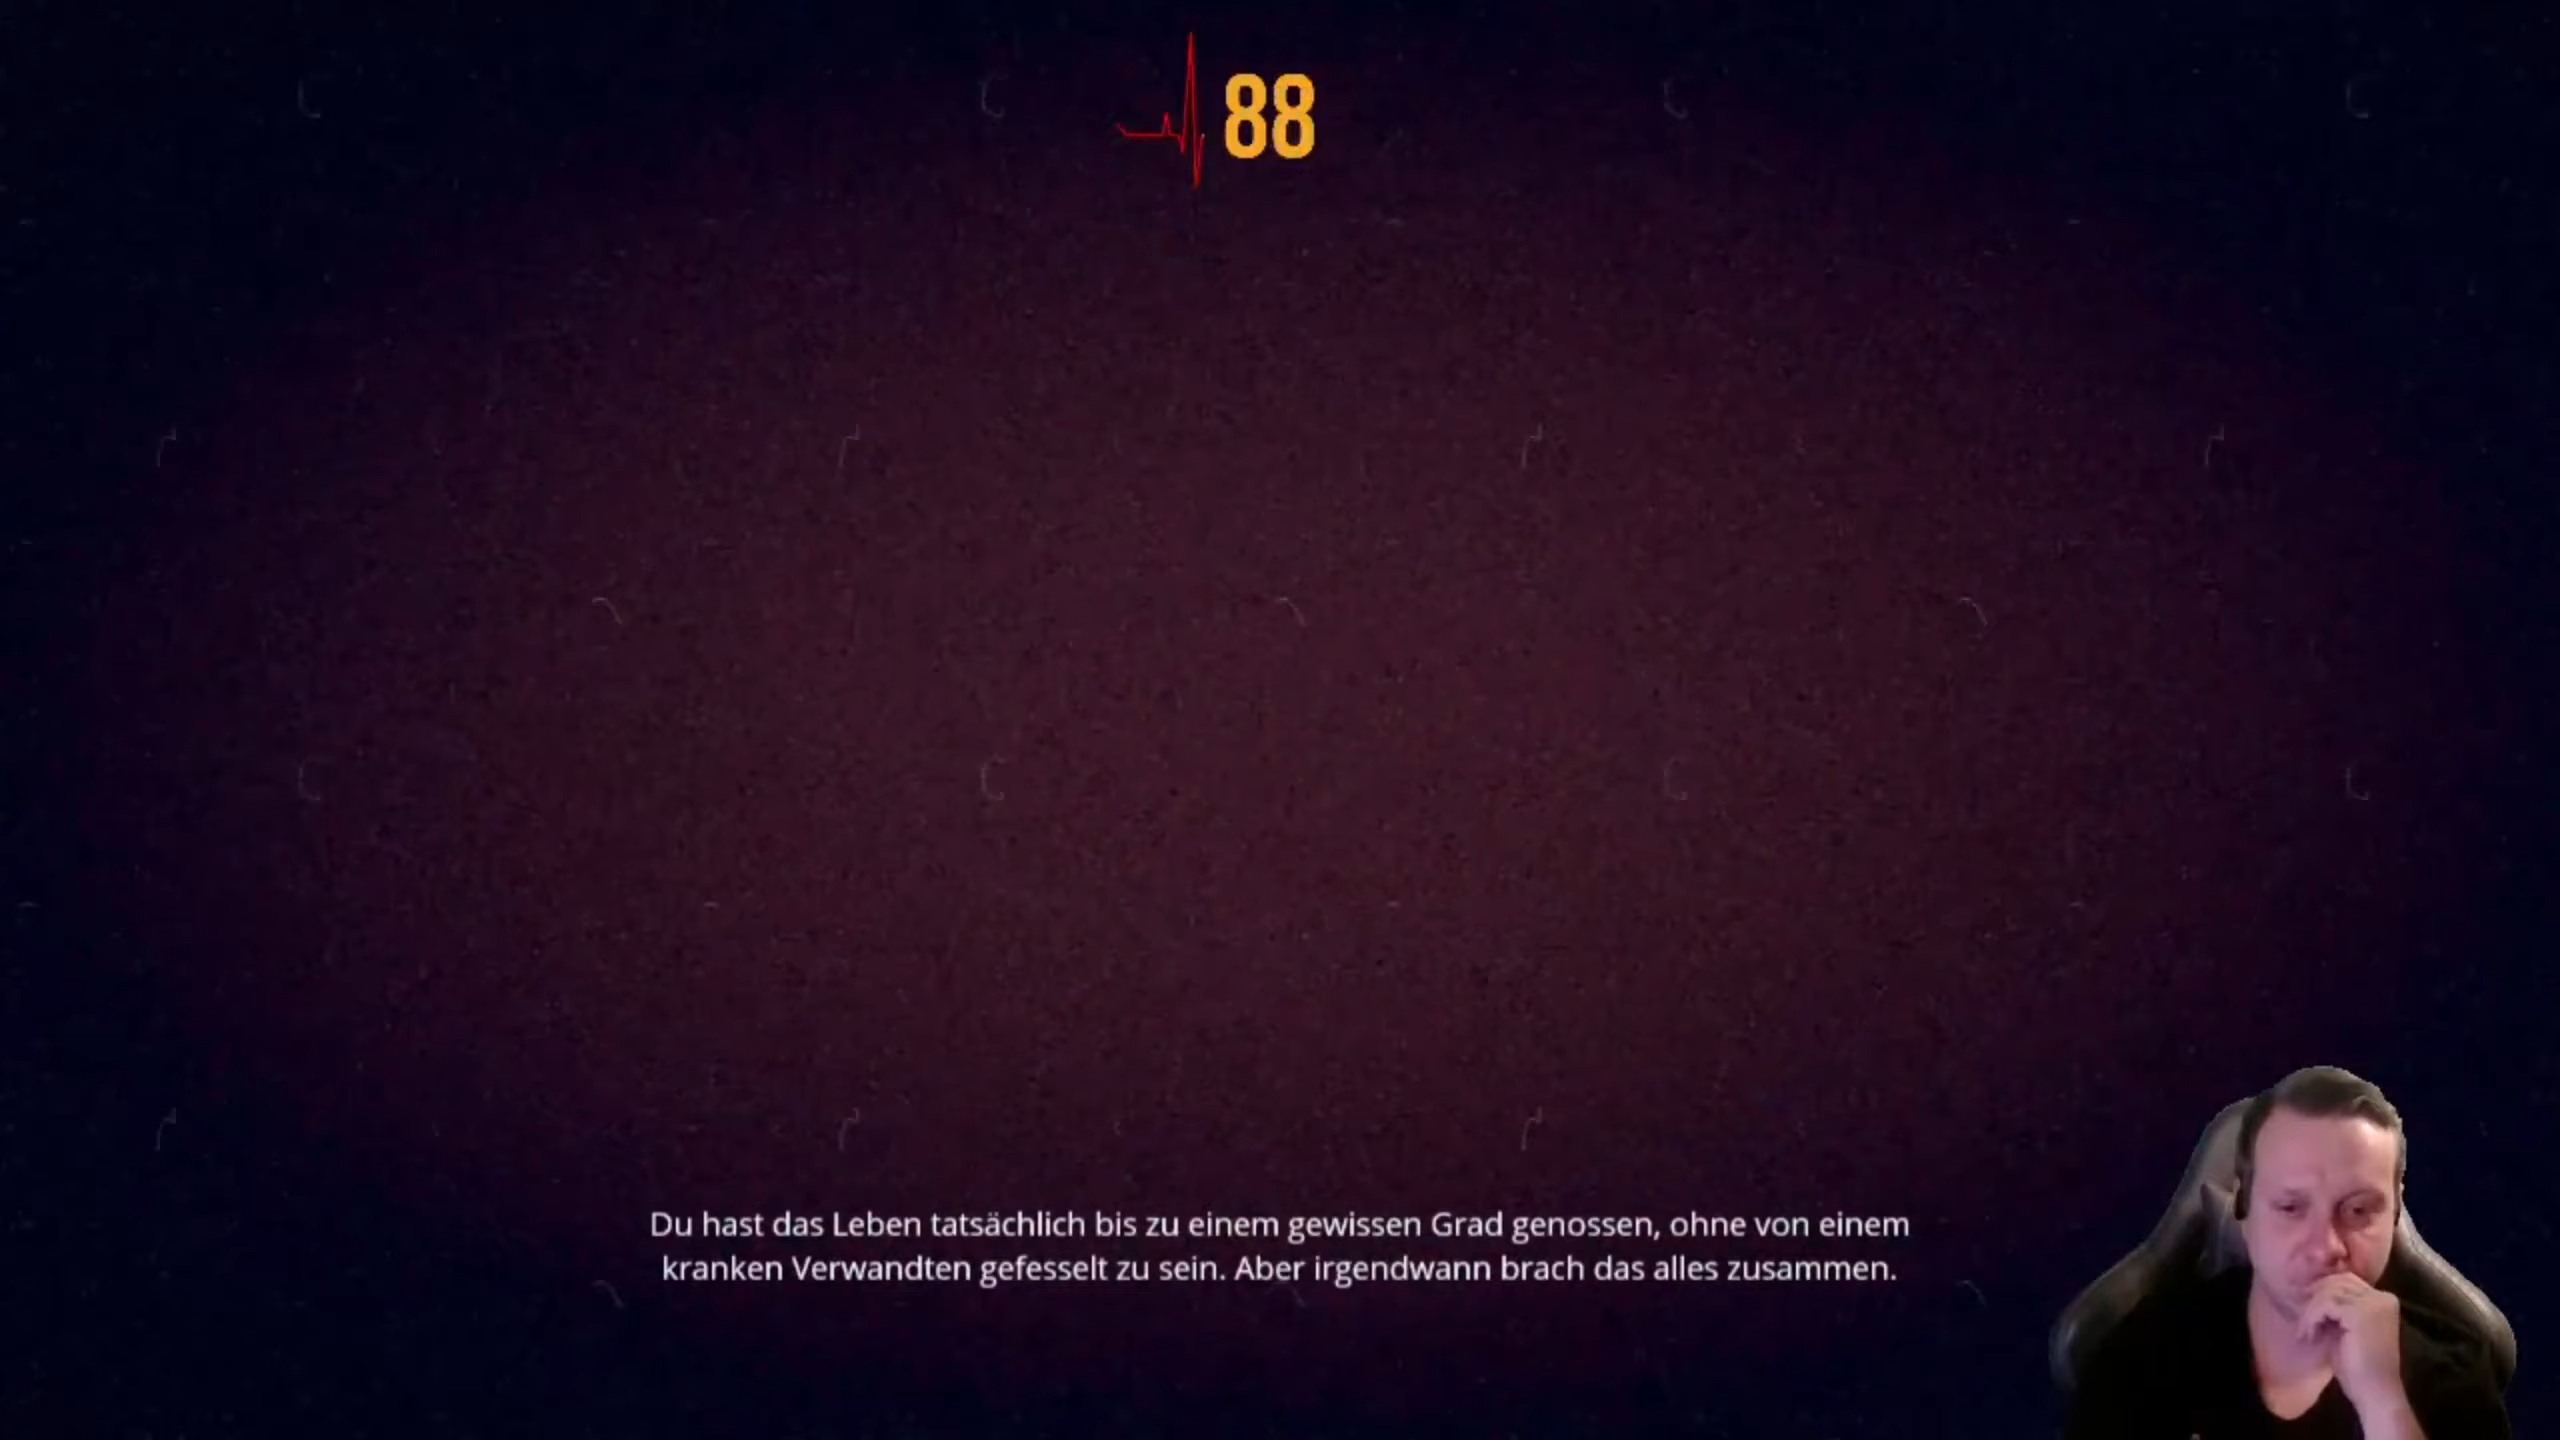 88
Du hast das Leben tatsächlich bis zu einem gewissen Grad genossen, ohne von einem
kranken Verwandten gefesselt zu sein. Aber irgendwann brach das alles zusammen.